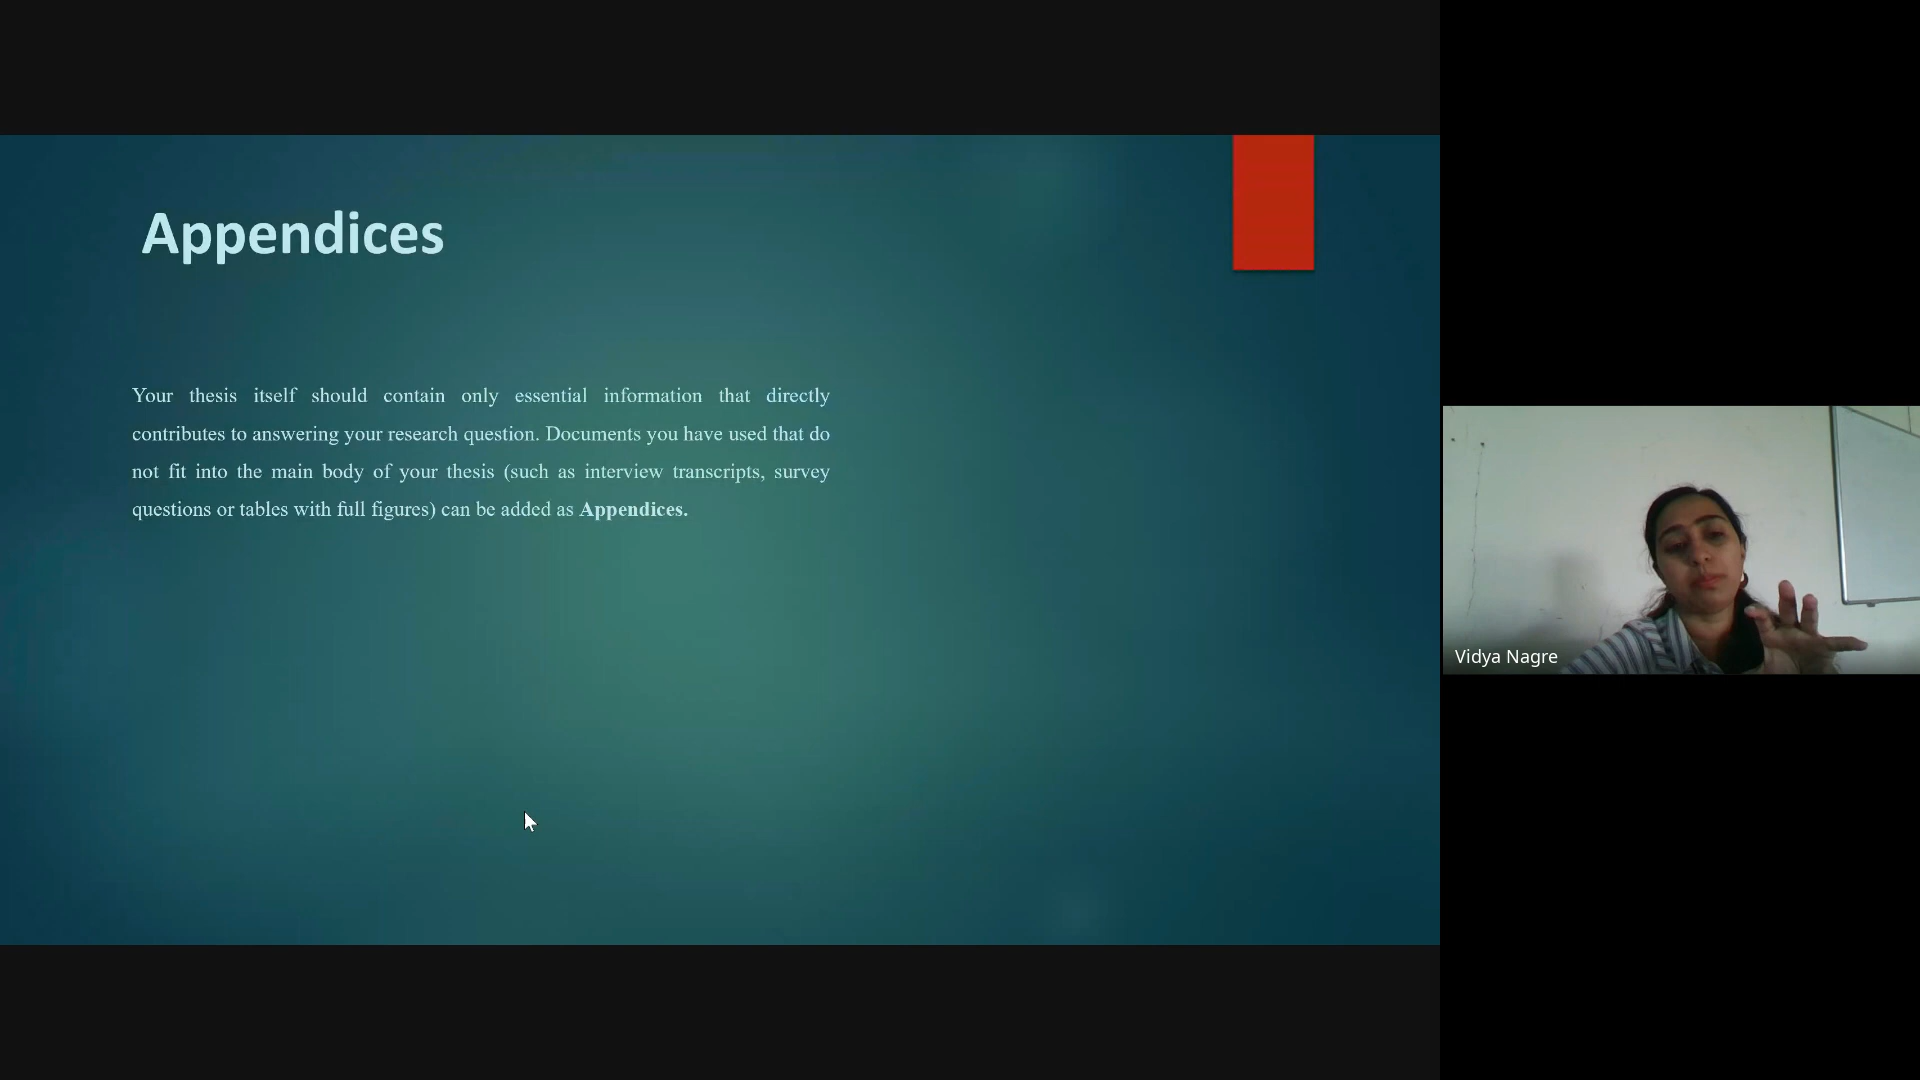 Appendices
Your thesis itself should contain only essential information that directly
contributes to answering your research question. Documents you have used that do
not fit into the main body of your thesis (such as interview transcripts, survey
questions or tables with full figures) can be added as Appendices.
Vidya Nagre